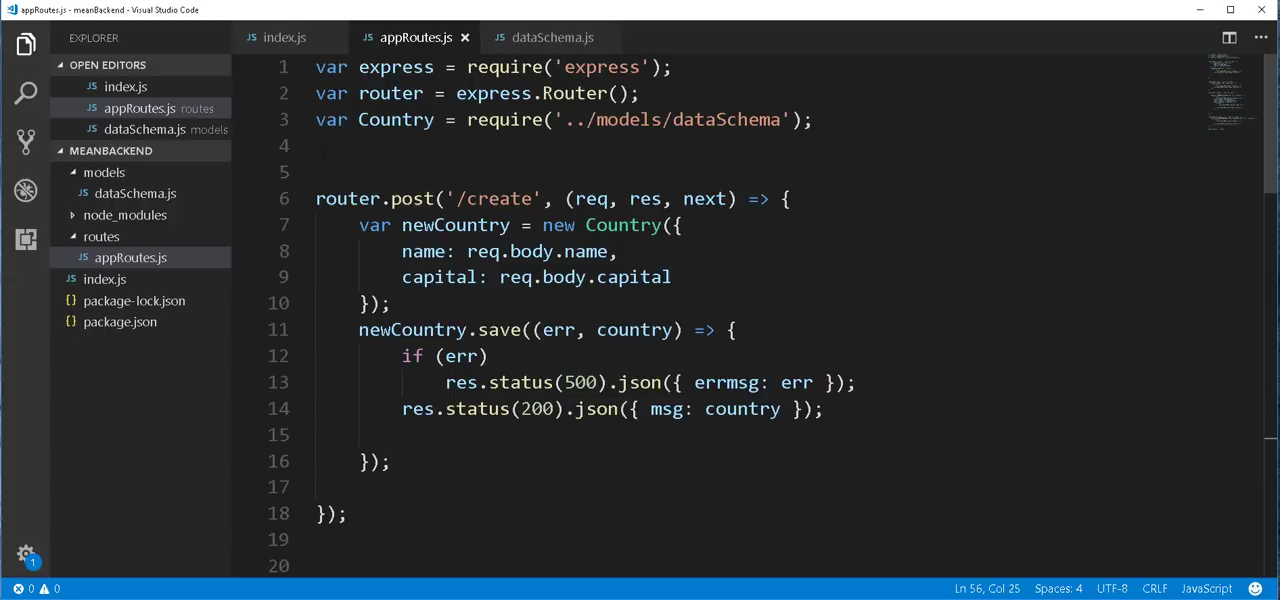 appRoutes.js - meanBackend - Visual Studio Code
EXPLORER
OPEN EDITORS
JS index.js
JS appRoutes.js routes
JS dataSchema.js models
MEANBACKEND
models
JS dataSchema.js
node_modules
routes
JS appRoutes.js
JS index.js
{} package-lock.json
{} package.json
1
JS index.js
JS appRoutes.js
JS dataSchema.js
1 var express = require('express');
2 var router = express.Router();
3 var Country = require('../models/dataSchema');
4
5
6 router.post('/create', (req, res, next) => {
7 var newCountry = new Country({
8 name: req.body.name,
9 capital: req.body.capital
10 });
11 newCountry.save((err, country) => {
12 if (err)
13 res.status(500).json({ errmsg: err });
14 res.status(200).json({ msg: country });
15
16 });
17
18 });
19
20
0 0
Ln 56, Col 25 Spaces: 4 UTF-8 CRLF JavaScript